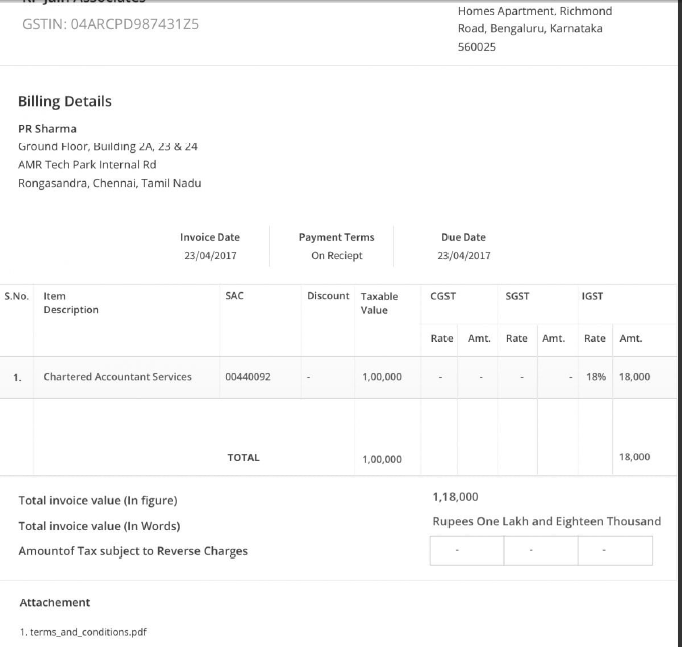 GSTIN: 04ARCPD987431Z5
Homes Apartment, Richmond
Road, Bengaluru, Karnataka
560025
Billing Details
PR Sharma
Ground Floor, Building 2A, 23 & 24
AMR Tech Park Internal Rd
Rongasandra, Chennai, Tamil Nadu
Invoice Date Payment Terms Due Date
23/04/2017 On Reciept 23/04/2017
S.No. Item Description SAC Discount Taxable Value CGST SGST IGST
Rate Amt. Rate Amt. Rate Amt.
1. Chartered Accountant Services 00440092 - 1,00,000 - - - - 18% 18,000
TOTAL 1,00,000 18,000
Total invoice value (In figure) 1,18,000
Total invoice value (In Words) Rupees One Lakh and Eighteen Thousand
Amountof Tax subject to Reverse Charges - - -
Attachement
1. terms_and_conditions.pdf